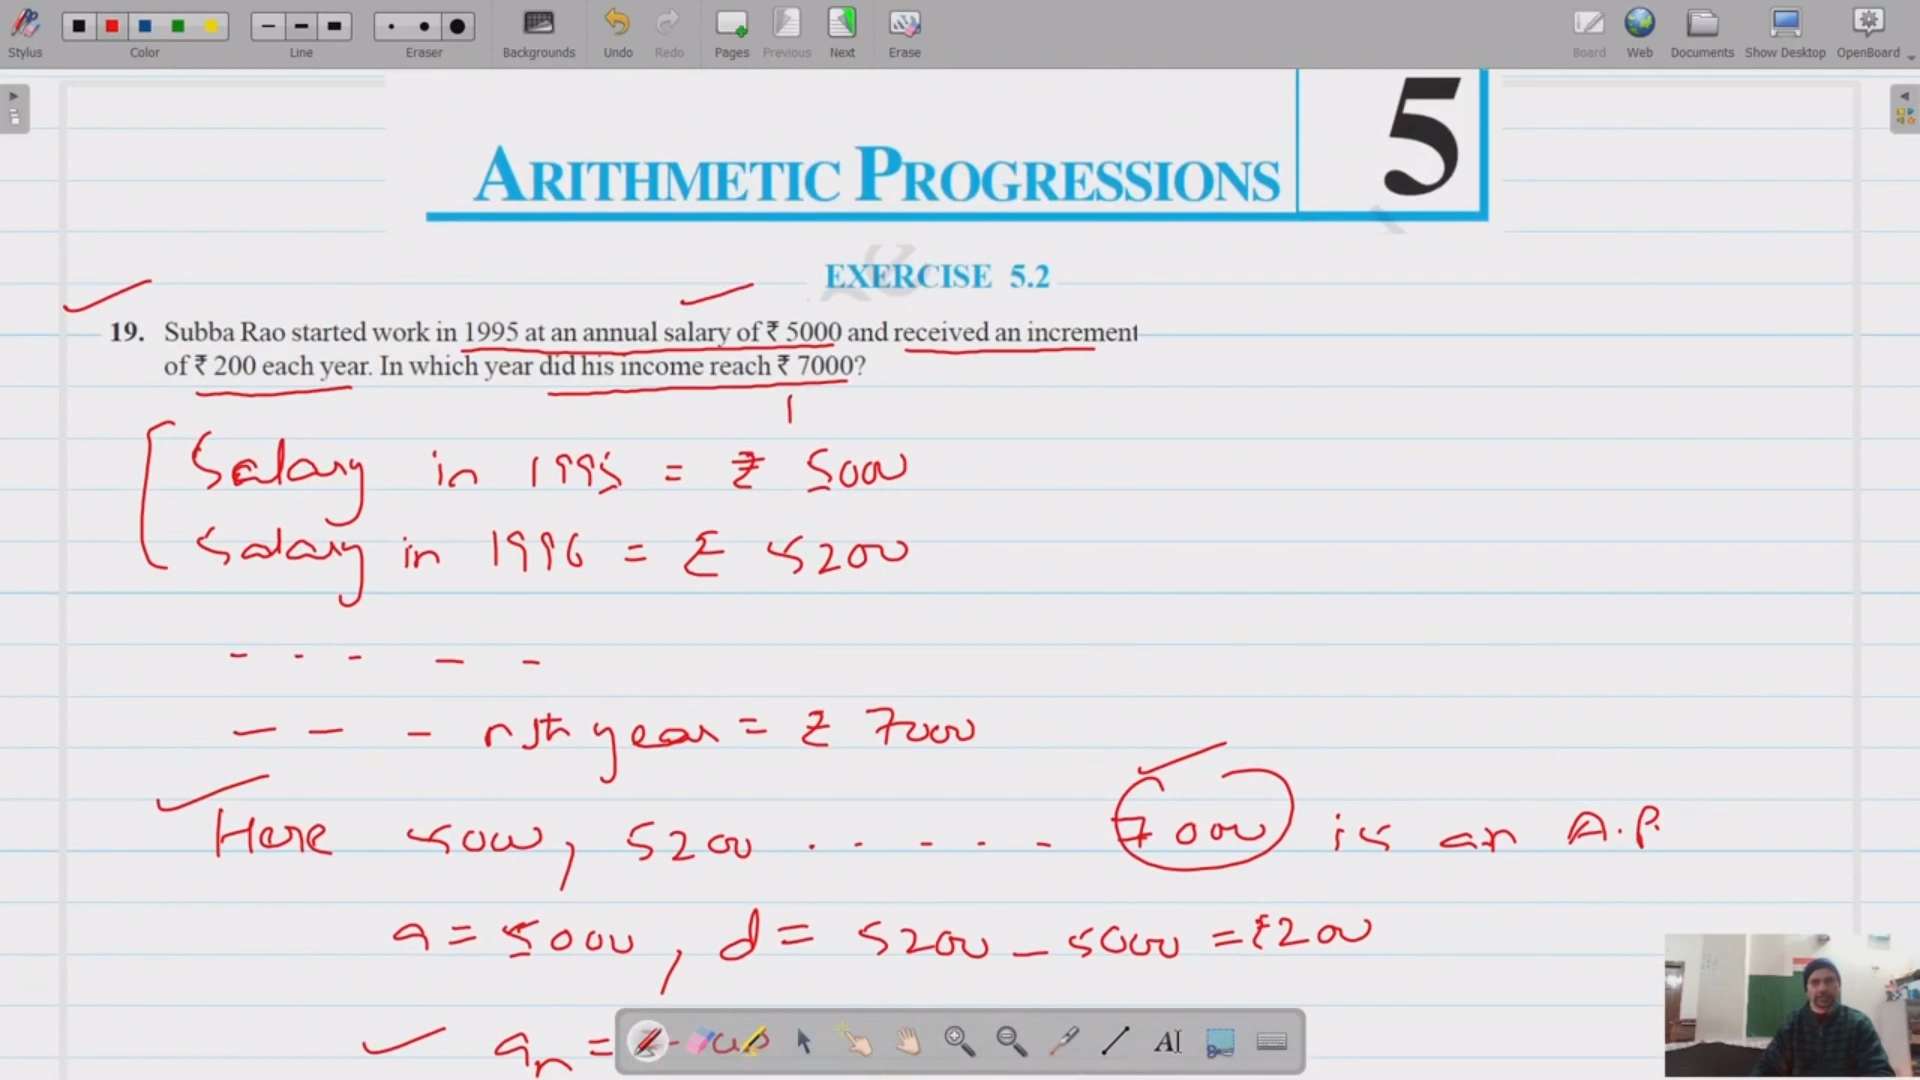 Stylus Color Line Eraser Backgrounds Undo Redo Pages Previous Next Erase Board Web Documents Show Desktop OpenBoard
ARITHMETIC PROGRESSIONS
5
EXERCISE 5.2
19. Subba Rao started work in 1995 at an annual salary of ₹ 5000 and received an increment
of ₹ 200 each year. In which year did his income reach ₹ 7000?
Salary in 1995 = ₹ 5000
Salary in 1996 = ₹ 5200
- - - - -
- - - nth year = ₹ 7000
Here 5000, 5200 . . - - - 7000 is an A.P.
a = 5000, d = 5200 - 5000 = ₹200
an =
AI